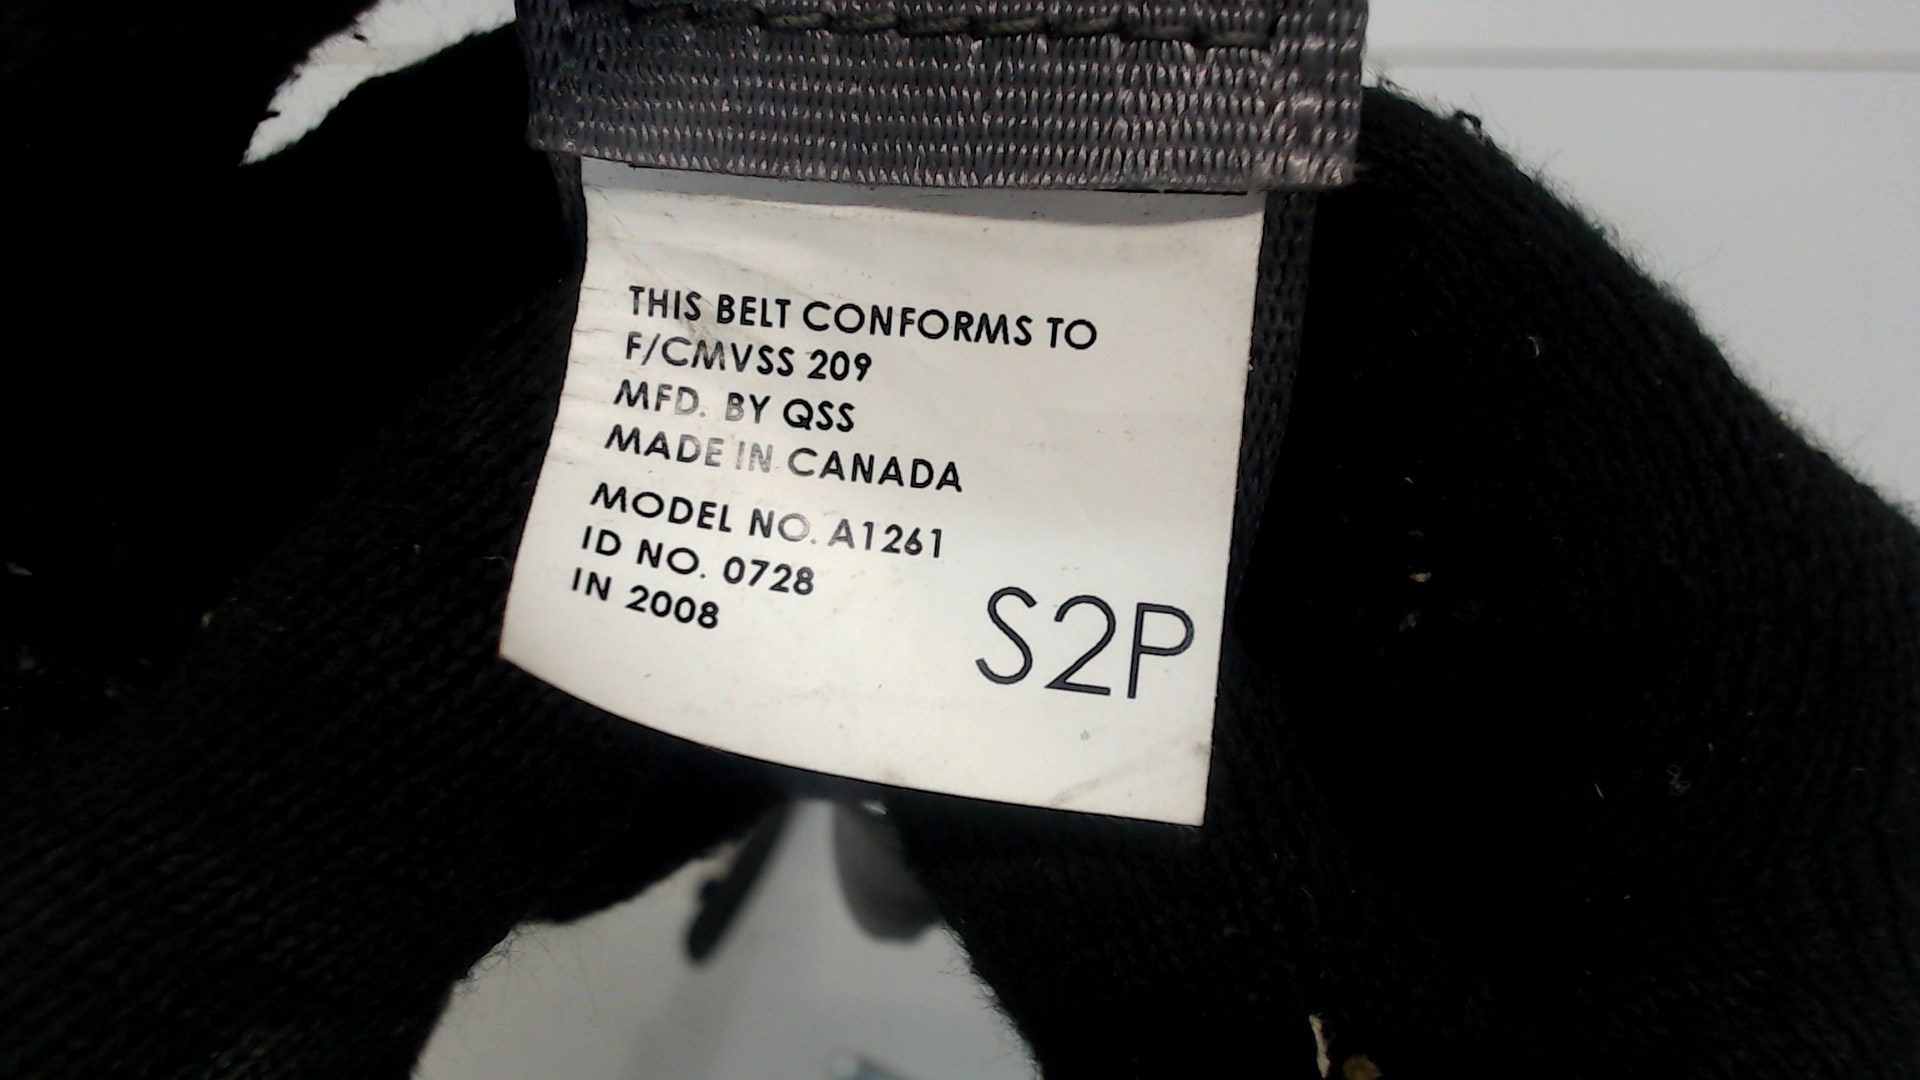 THIS BELT CONFORMS TO
F/CMVSS 209
MFD. BY QSS
MADE IN CANADA
MODEL NO. A1261
ID NO. 0728
IN 2008
S2P